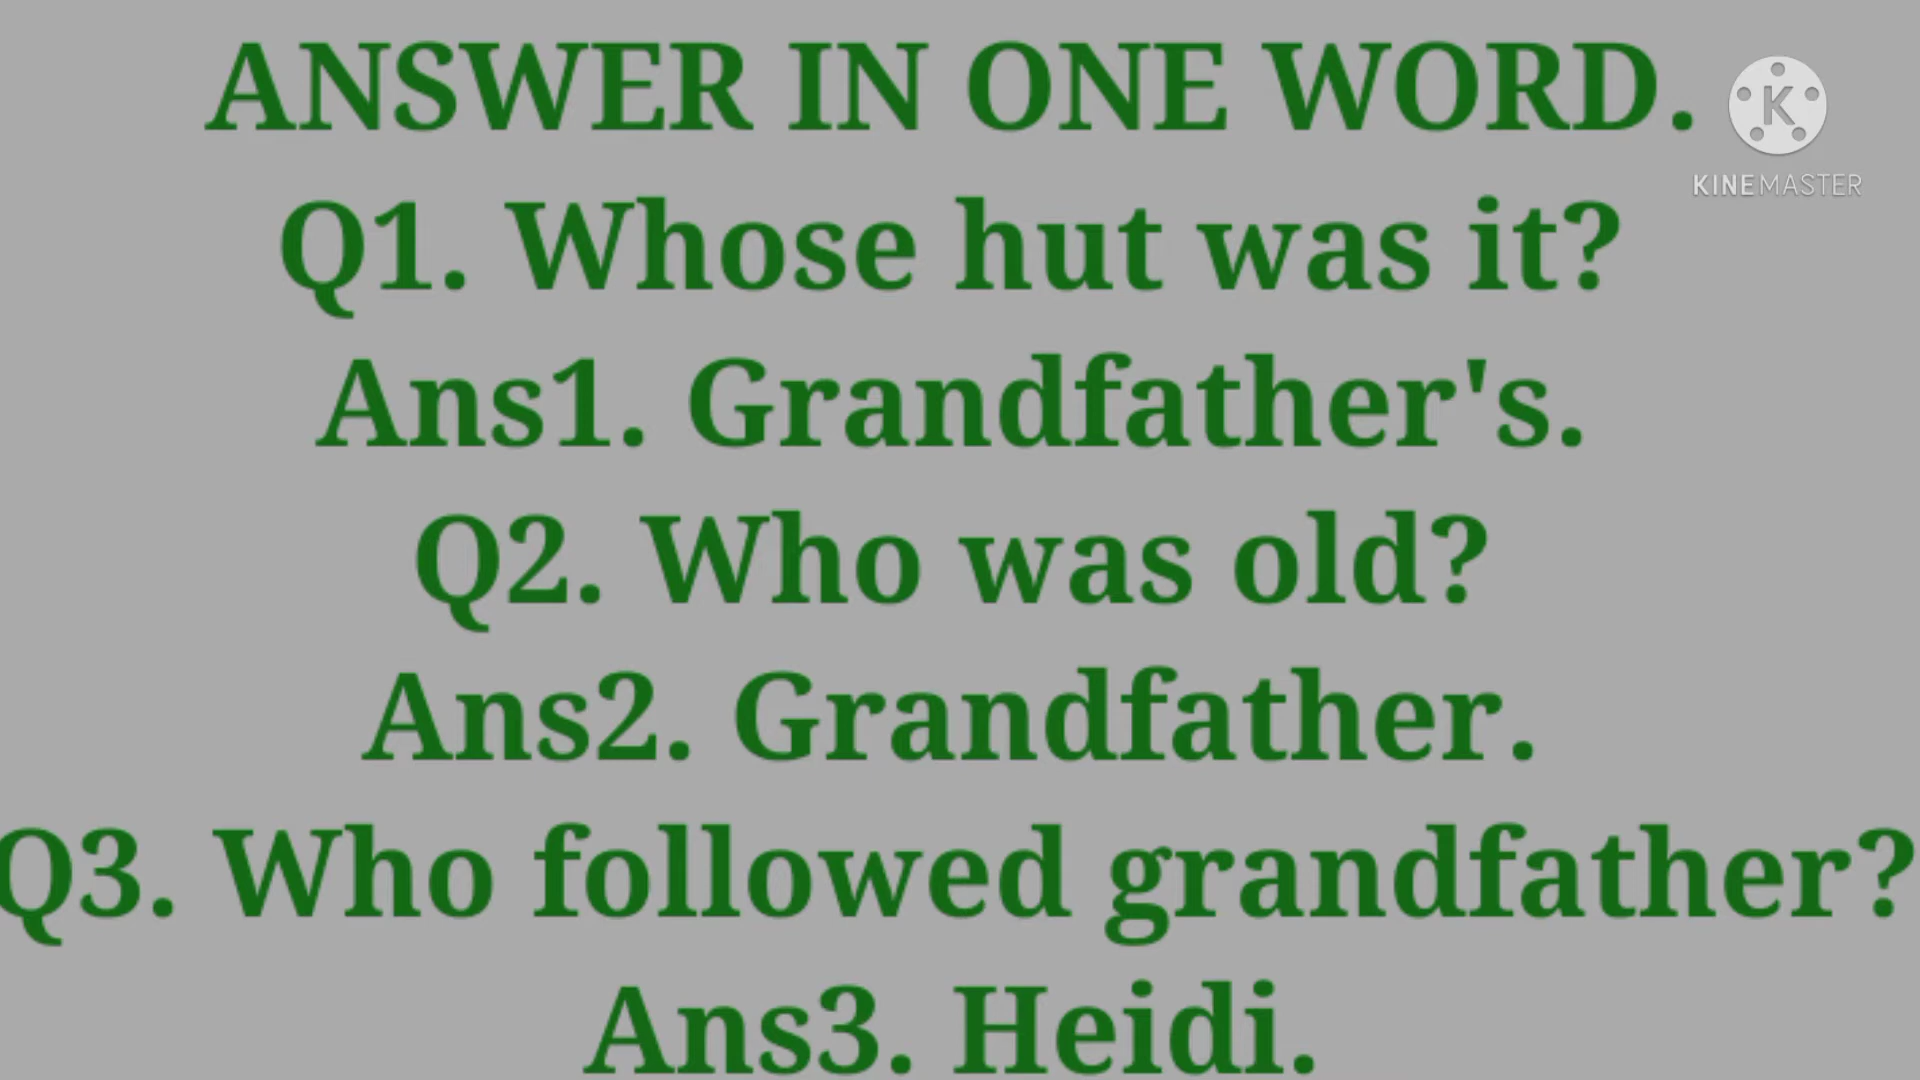 ANSWER IN ONE WORD.
Q1. Whose hut was it?
Ans1. Grandfather's.
Q2. Who was old?
Ans2. Grandfather.
Q3. Who followed grandfather?
Ans3. Heidi.
K
KINEMASTER